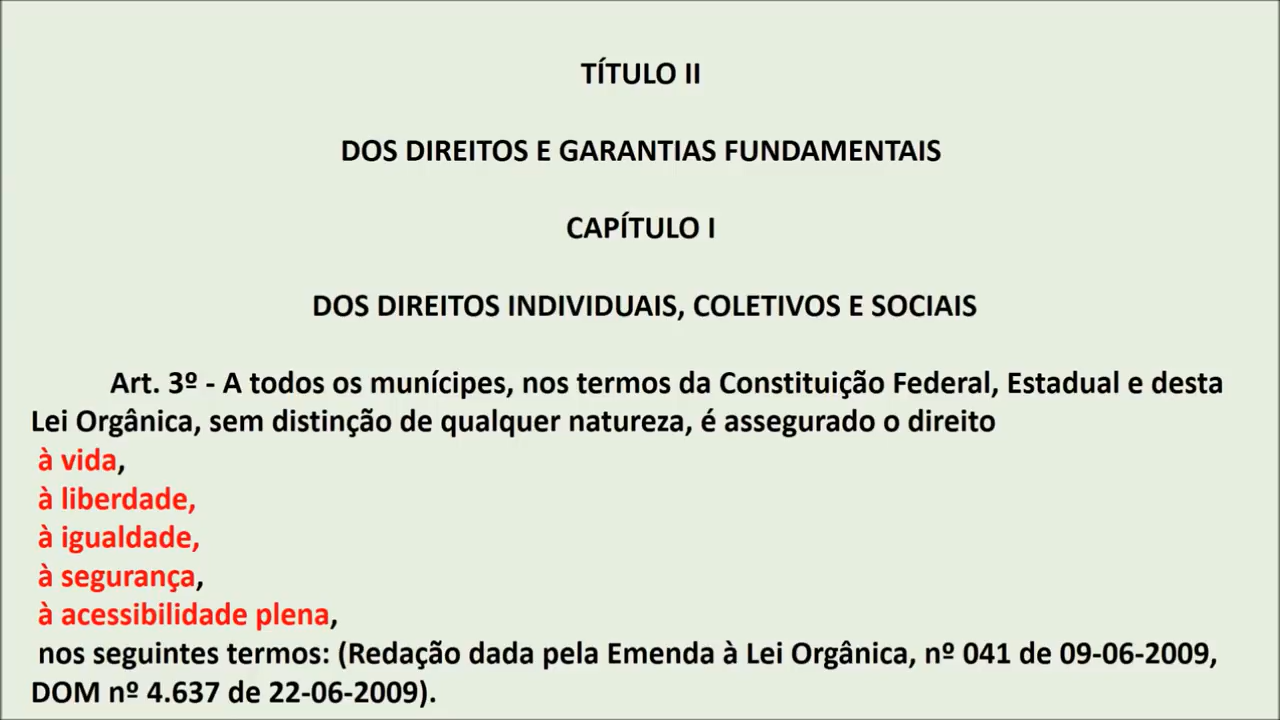 TÍTULO II
DOS DIREITOS E GARANTIAS FUNDAMENTAIS
CAPÍTULO I
DOS DIREITOS INDIVIDUAIS, COLETIVOS E SOCIAIS
Art. 3º - A todos os munícipes, nos termos da Constituição Federal, Estadual e desta
Lei Orgânica, sem distinção de qualquer natureza, é assegurado o direito
à vida,
à liberdade,
à igualdade,
à segurança,
à acessibilidade plena,
nos seguintes termos: (Redação dada pela Emenda à Lei Orgânica, nº 041 de 09-06-2009,
DOM nº 4.637 de 22-06-2009).